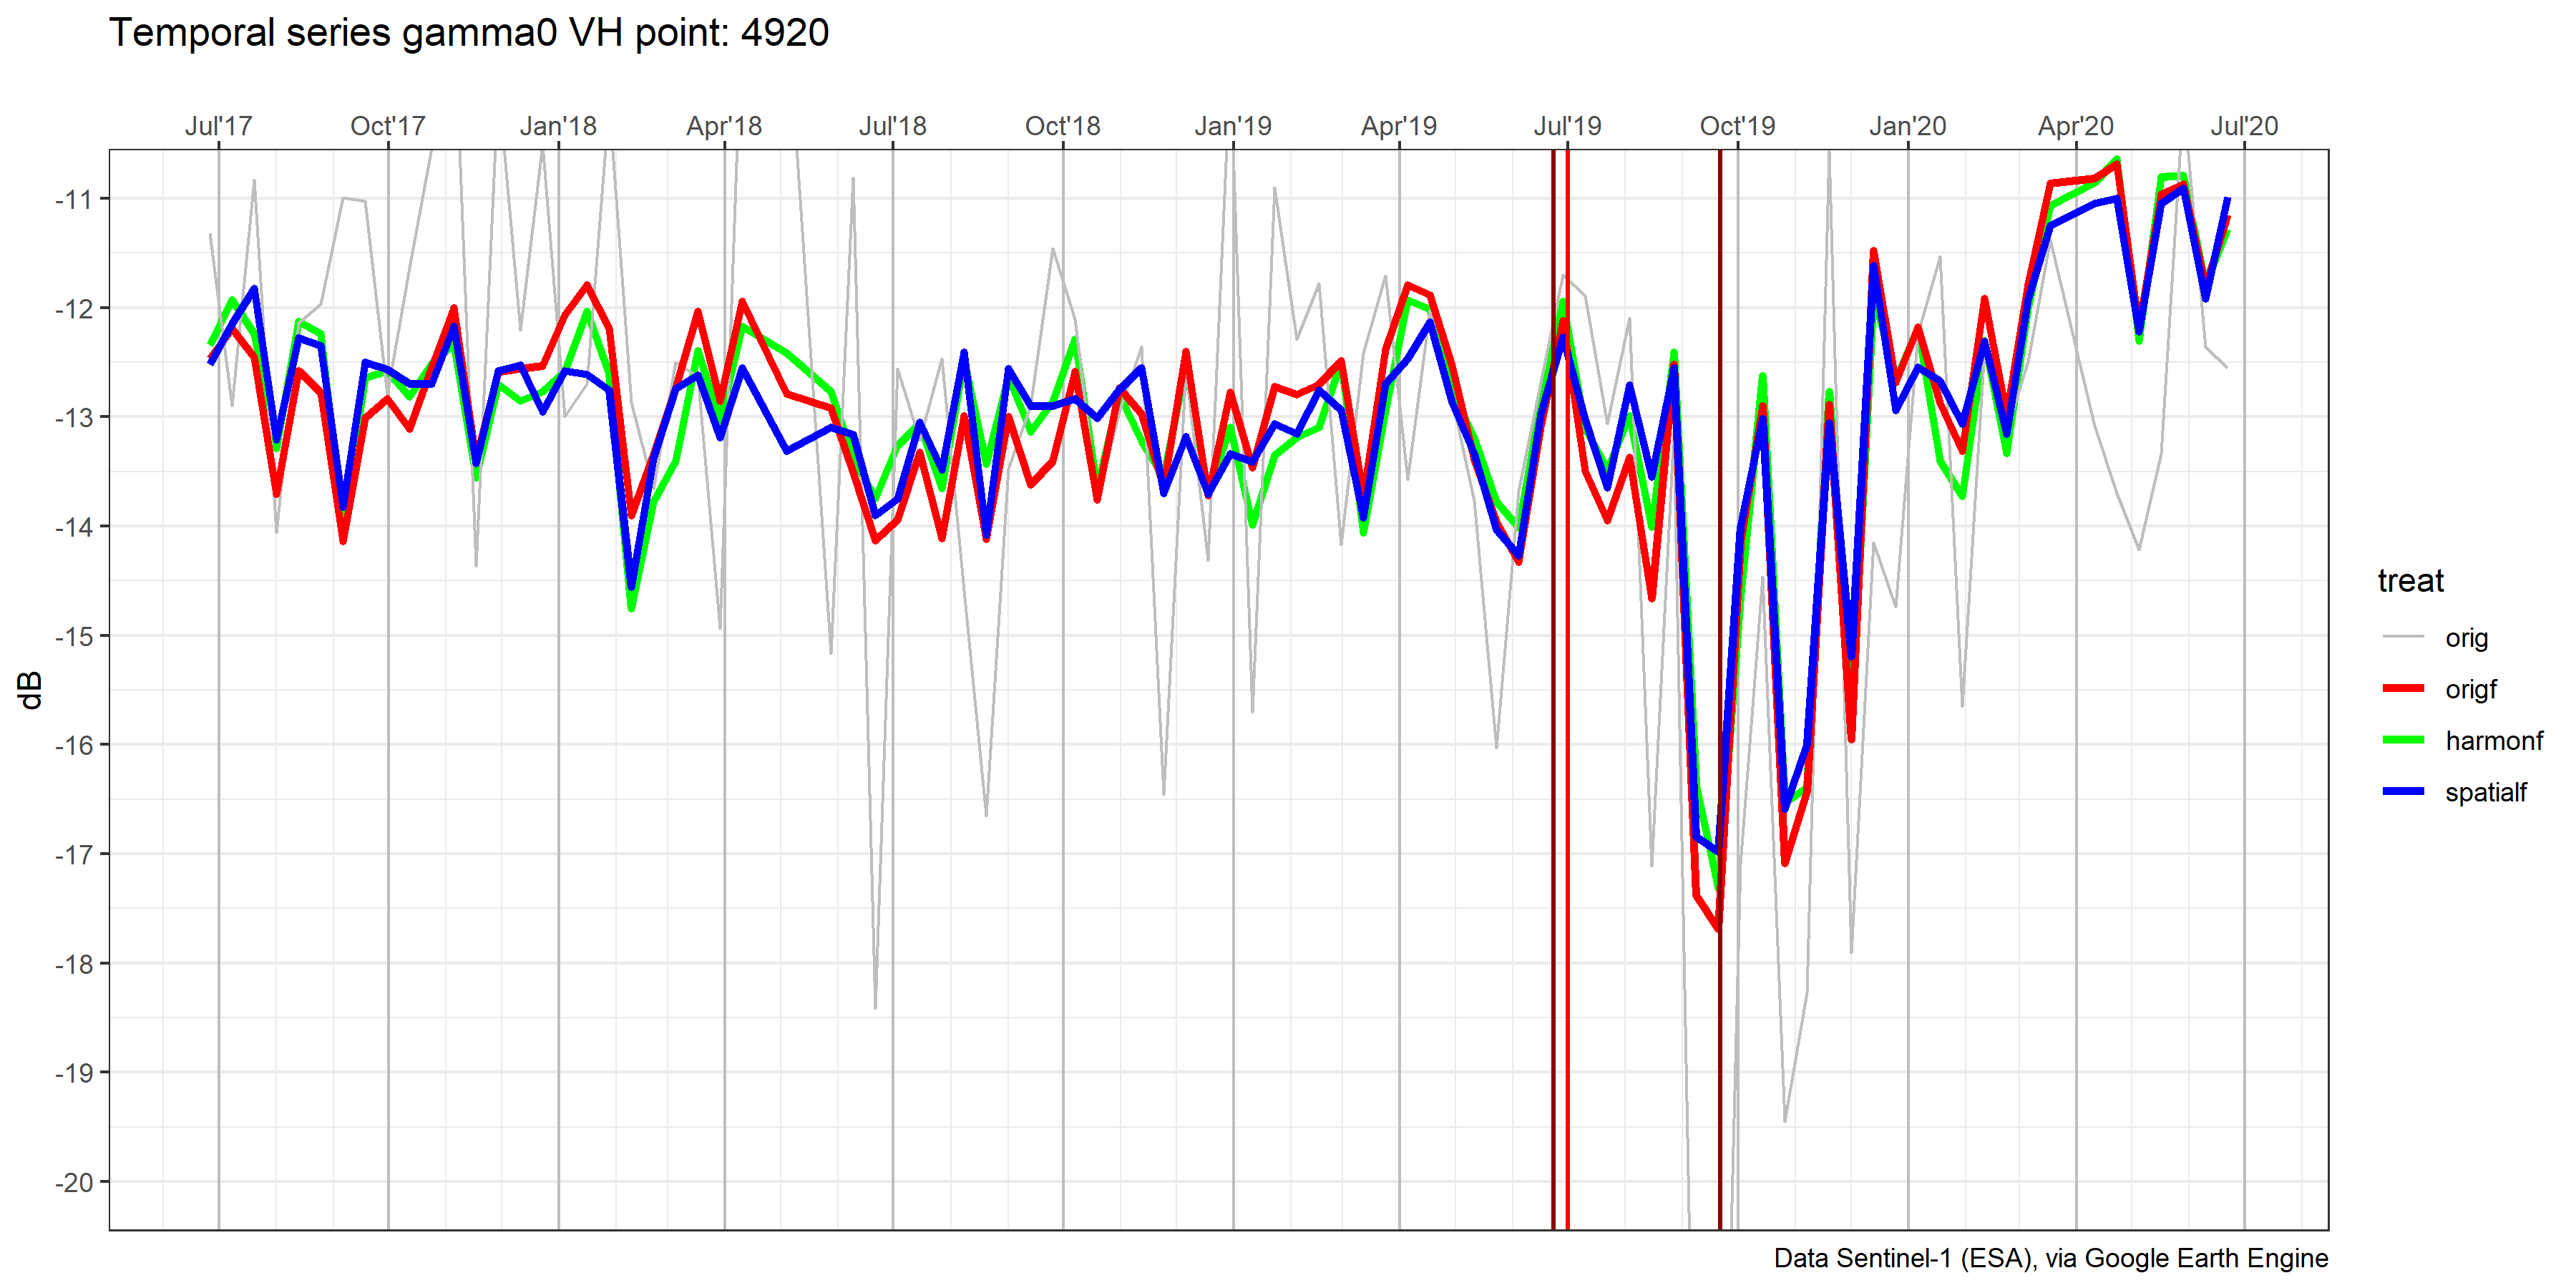 Temporal series gamma0 VH point: 4920
Jul'17 Oct'17 Jan'18 Apr'18 Jul'18 Oct'18 Jan'19 Apr'19 Jul'19 Oct'19 Jan'20 Apr'20 Jul'20
-11
-12
-13
-14
-15
-16
-17
-18
-19
-20
dB
treat
orig
origf
harmonf
spatialf
Data Sentinel-1 (ESA), via Google Earth Engine